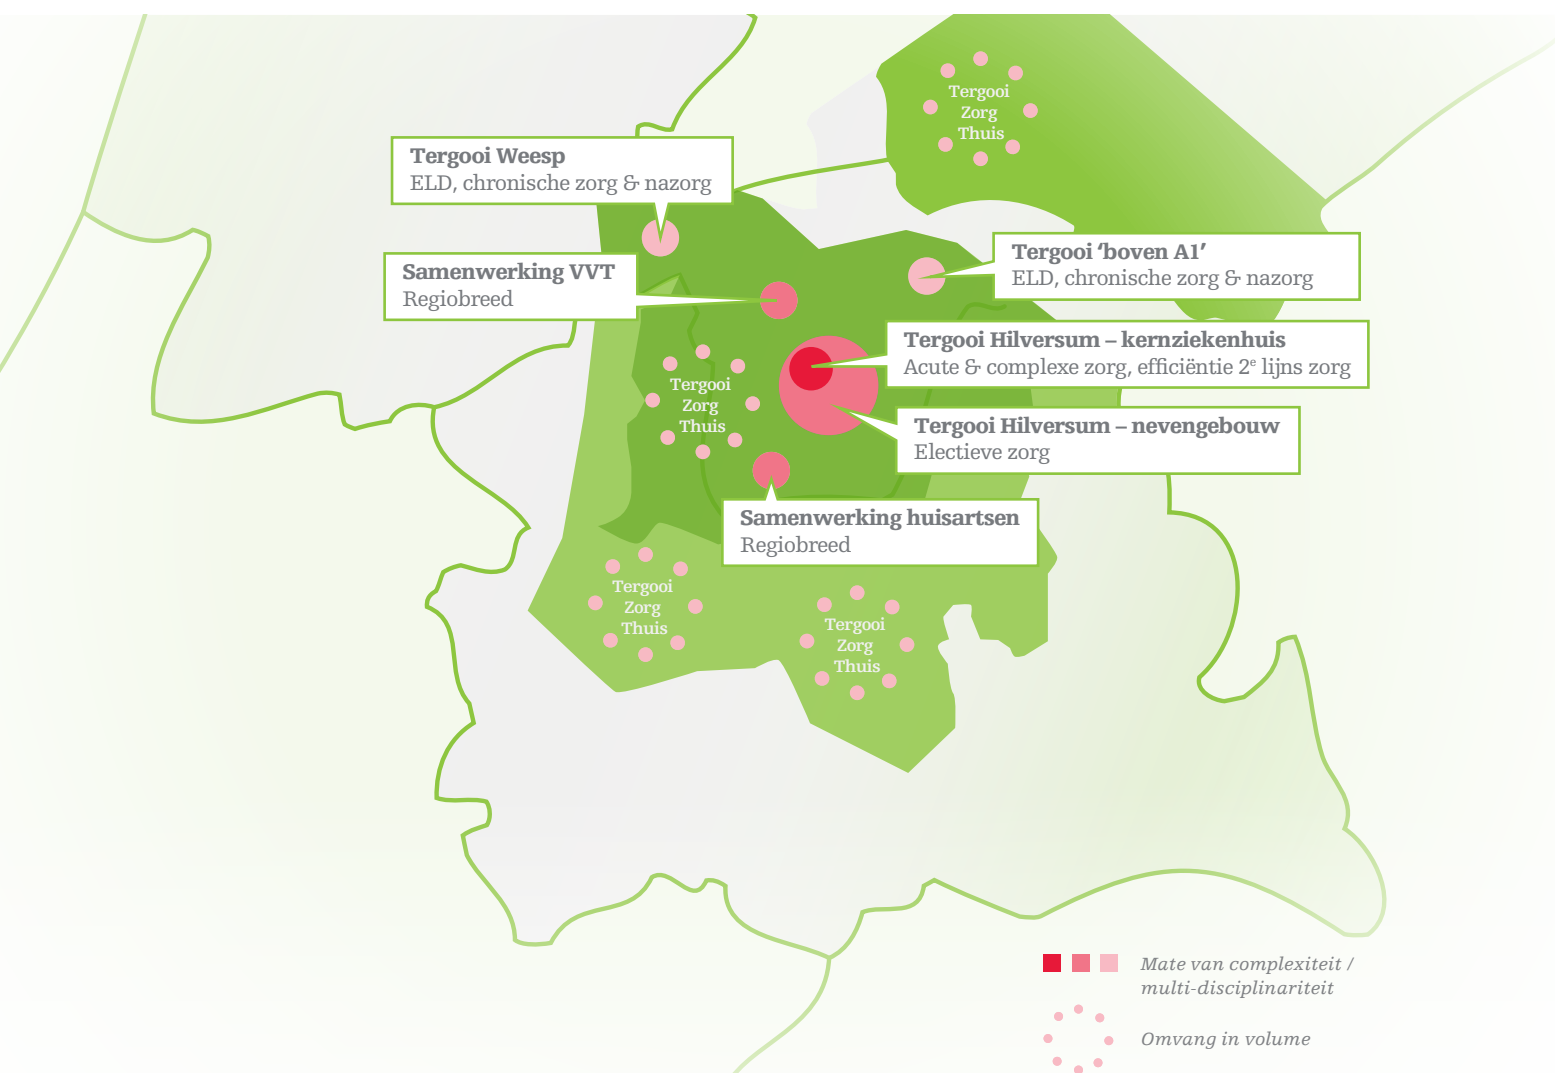 Tergooi
Zorg
Thuis
Tergooi Weesp
ELD, chronische zorg & nazorg
Tergooi ‘boven A1’
ELD, chronische zorg & nazorg
Samenwerking VVT
Regiobreed
Tergooi Hilversum – kernziekenhuis
Acute & complexe zorg, efficiëntie 2e lijns zorg
Tergooi
Zorg
Thuis
Tergooi Hilversum – nevengebouw
Electieve zorg
Samenwerking huisartsen
Regiobreed
Tergooi
Zorg
Thuis
Tergooi
Zorg
Thuis
Mate van complexiteit /
multi-disciplinariteit
Omvang in volume